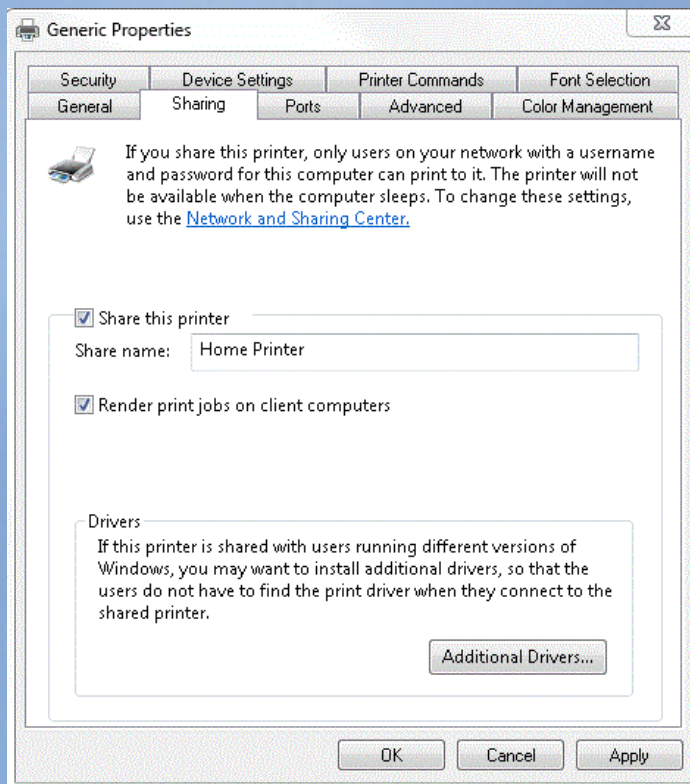 Generic Properties
Security Device Settings Printer Commands Font Selection
General Sharing Ports Advanced Color Management
If you share this printer, only users on your network with a username
and password for this computer can print to it. The printer will not
be available when the computer sleeps. To change these settings,
use the Network and Sharing Center.
Share this printer
Share name: Home Printer
Render print jobs on client computers
Drivers
If this printer is shared with users running different versions of
Windows, you may want to install additional drivers, so that the
users do not have to find the print driver when they connect to the
shared printer.
Additional Drivers...
OK Cancel Apply